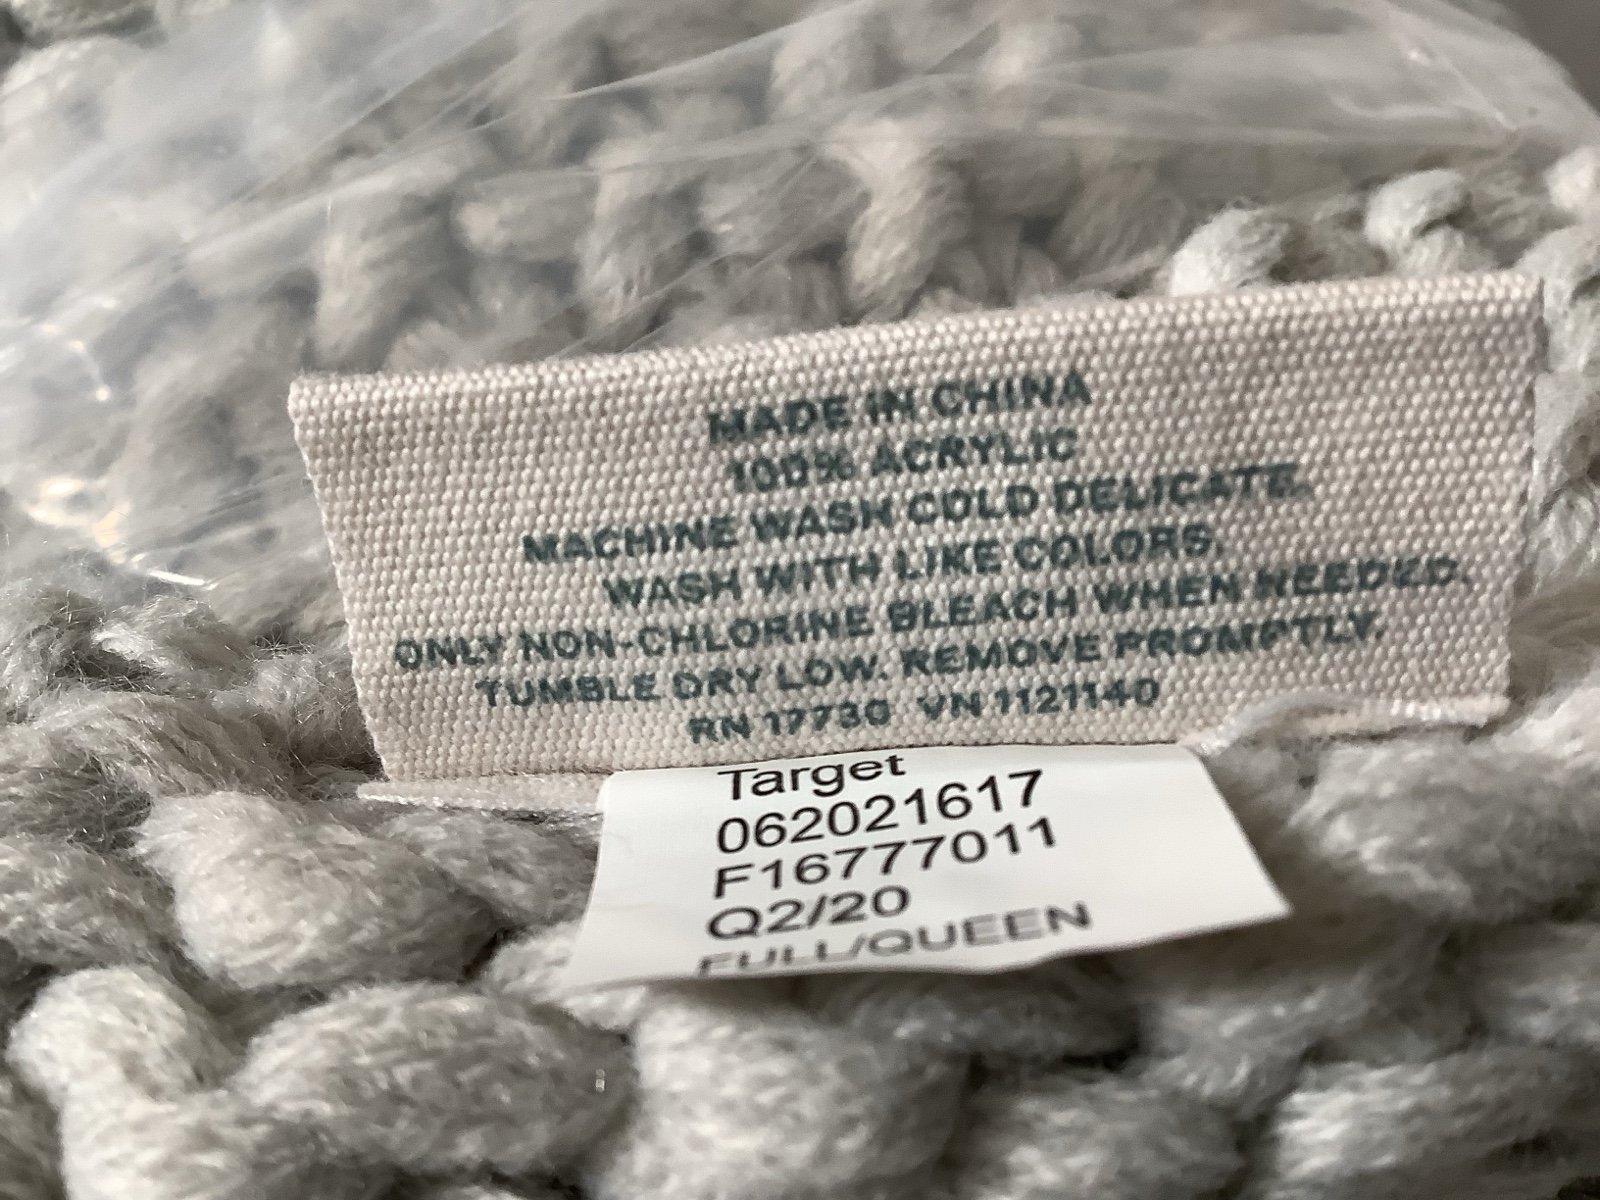 MADE IN CHINA
100% ACRYLIC
MACHINE WASH COLD DELICATE.
WASH WITH LIKE COLORS.
ONLY NON-CHLORINE BLEACH WHEN NEEDED.
TUMBLE DRY LOW. REMOVE PROMPTLY.
RN 17730 VN 1121140
Target
062021617
F16777011
Q2/20
FULL/QUEEN